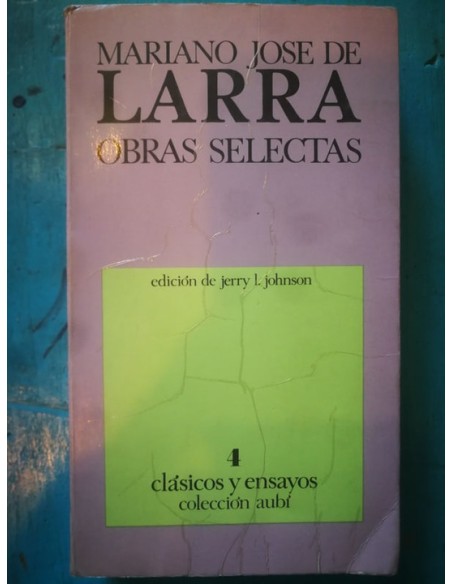 MARIANO JOSE DE
LARRA
OBRAS SELECTAS
edición de jerry l. johnson
4
clásicos y ensayos
colección aubí